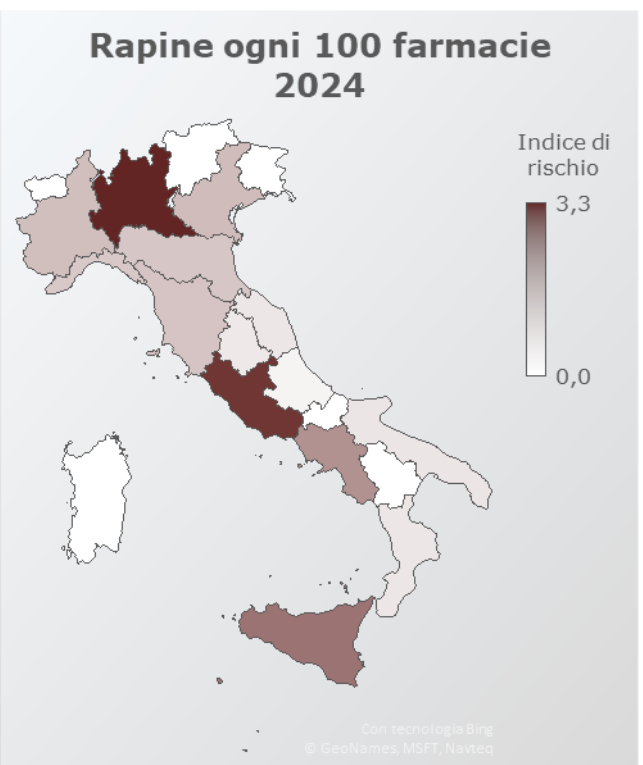 Rapine ogni 100 farmacie
2024
Indice di
rischio
3,3
0,0
Con tecnologia Bing
© GeoNames, MSFT, Navteq